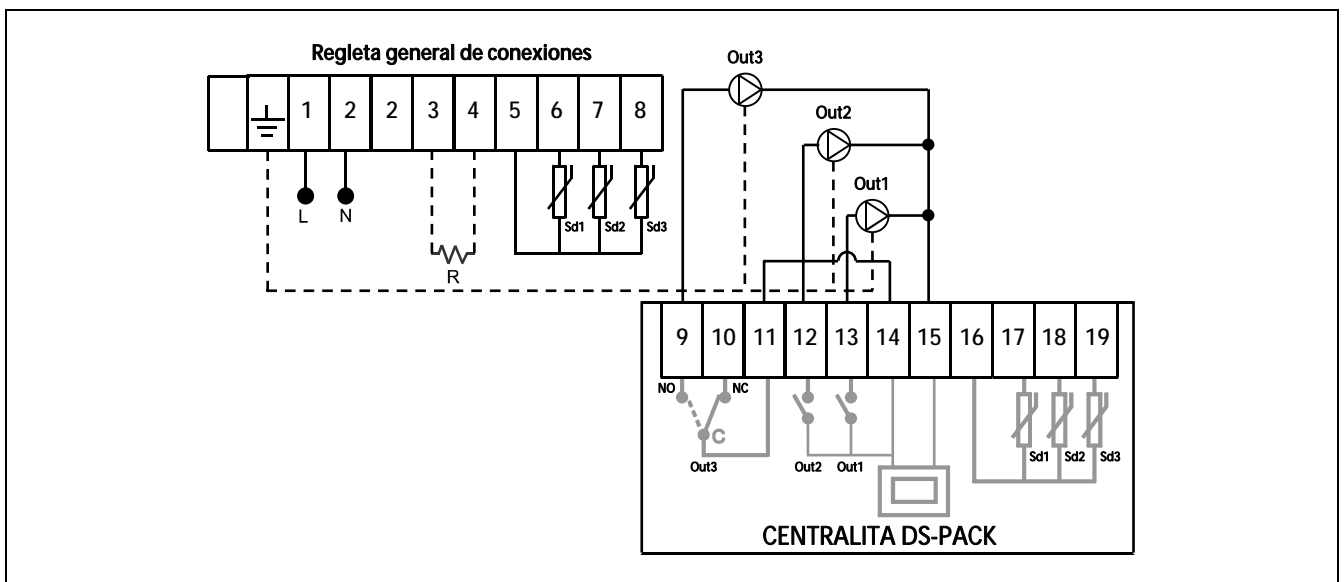 Regleta general de conexiones
1 2 2 3 4 5 6 7 8
L N
R
Sd1 Sd2 Sd3
Out3
Out2
Out1
9 10 11 12 13 14 15 16 17 18 19
NO NC
C
Out3 Out2 Out1
Sd1 Sd2 Sd3
CENTRALITA DS-PACK